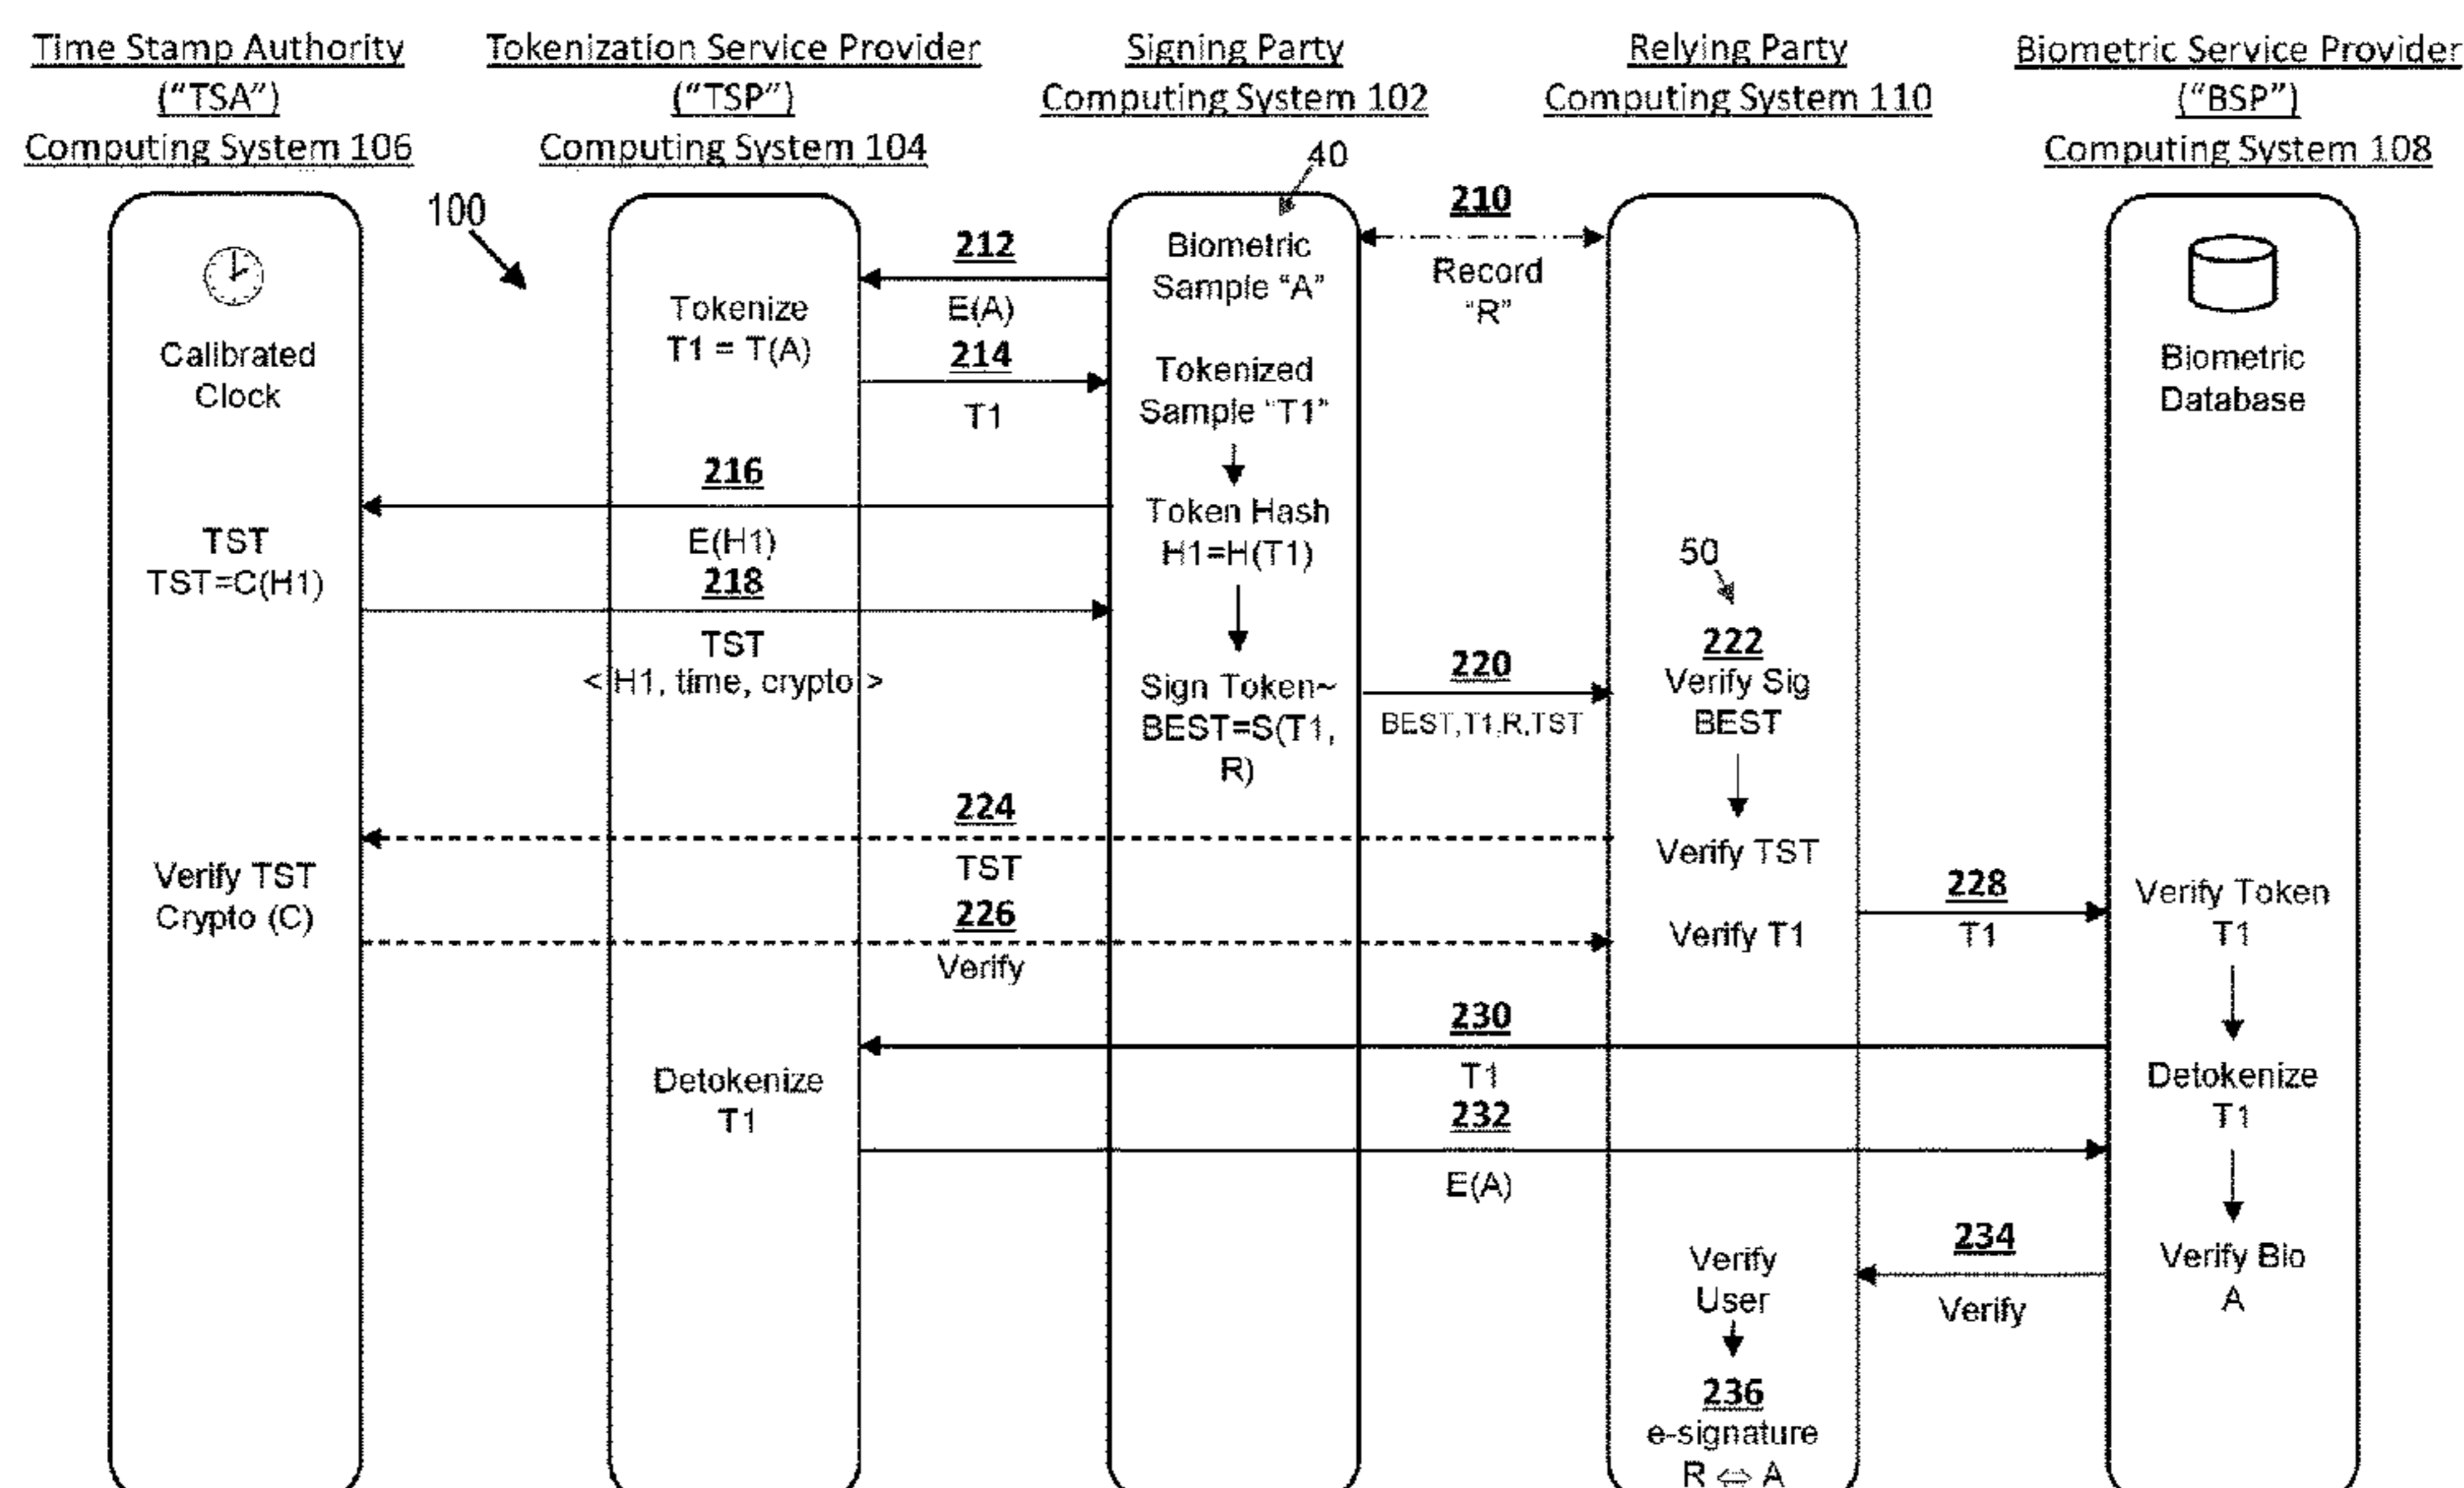 Time Stamp Authority
("TSA")
Computing System 106
Tokenization Service Provider
("TSP")
Computing System 104
Signing Party
Computing System 102
Relying Party
Computing System 110
Biometric Service Provider
("BSP")
Computing System 108
100
40
Calibrated
Clock
212
E(A)
Tokenize
T1 = T(A)
214
T1
Biometric
Sample "A"
210
Record
"R"
Tokenized
Sample "T1"
Biometric
Database
216
E(H1)
Token Hash
H1=H(T1)
TST
TST=C(H1)
218
TST
< H1, time, crypto >
Sign Token~
BEST=S(T1,
R)
220
BEST,T1,R,TST
50
222
Verify Sig
BEST
224
TST
Verify TST
Verify TST
Crypto (C)
226
Verify
Verify T1
228
T1
Verify Token
T1
230
T1
Detokenize
T1
Detokenize
T1
232
E(A)
234
Verify
Verify Bio
A
Verify
User
236
e-signature
R ⇔ A